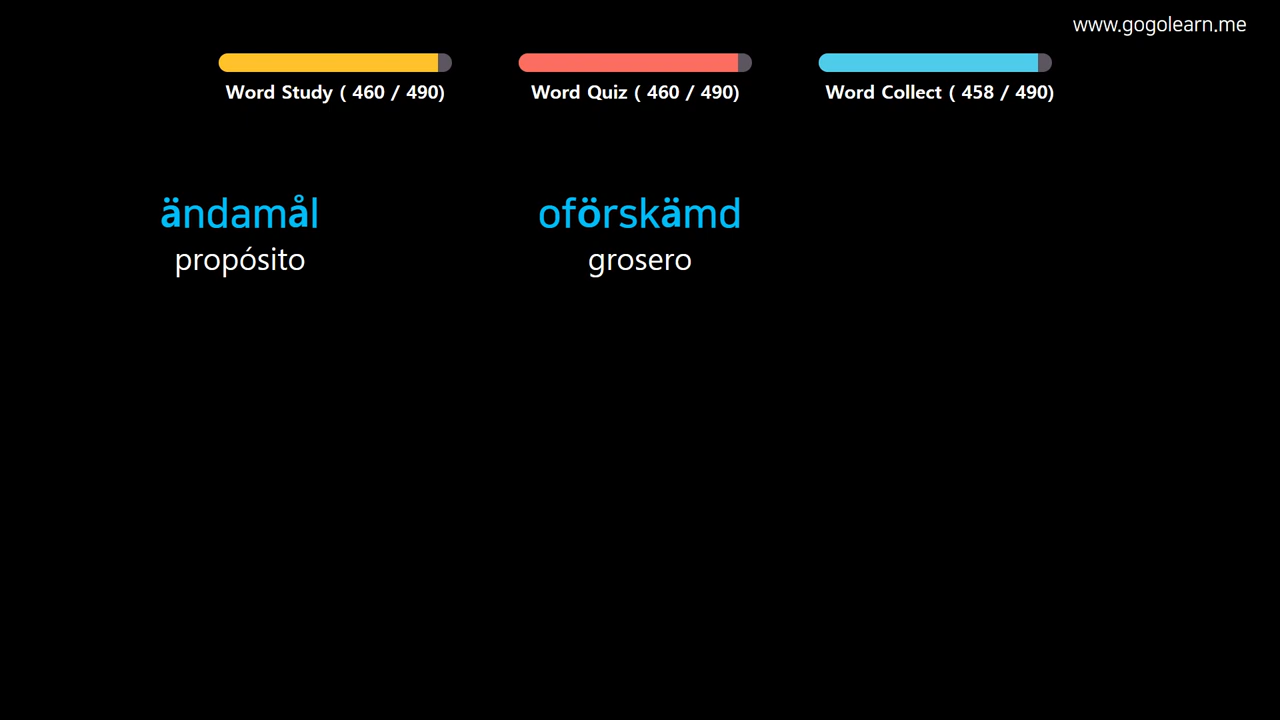 www.gogolearn.me
Word Study ( 460 / 490)
Word Quiz ( 460 / 490)
Word Collect ( 458 / 490)
ändamål
propósito
oförskämd
grosero